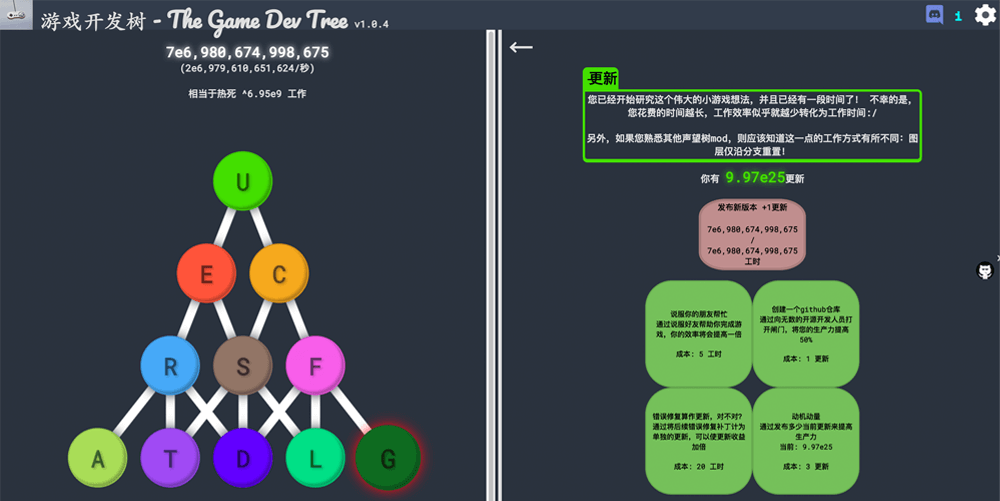 游戏开发树 - The Game Dev Tree v1.0.4
i
7e6,980,674,998,675
(2e6,979,610,651,624/秒)
相当于热死 ^6.95e9 工作
U
E
C
R
S
F
A
T
D
L
G
更新
您已经开始研究这个伟大的小游戏想法，并且已经有一段时间了！ 不幸的是，
您花费的时间越长，工作效率似乎就越少转化为工作时间:/
另外，如果您熟悉其他声望树mod，则应该知道这一点的工作方式有所不同：图
层仅沿分支重置！
你有 9.97e25更新
发布新版本 +1更新
7e6,980,674,998,675
/
7e6,980,674,998,675
工时
说服你的朋友帮忙
通过说服好友帮助你完成游
戏，你的效率将会提高一倍
成本: 5 工时
创建一个github仓库
通过向无数的开源开发人员打
开闸门，将您的生产力提高
50%
成本: 1 更新
错误修复算作更新，对不对？
通过将后续错误修复补丁计为
单独的更新，可以使更新收益
加倍
成本: 20 工时
动机动量
通过发布多少当前更新来提高
生产力
当前: 9.97e25
成本: 3 更新